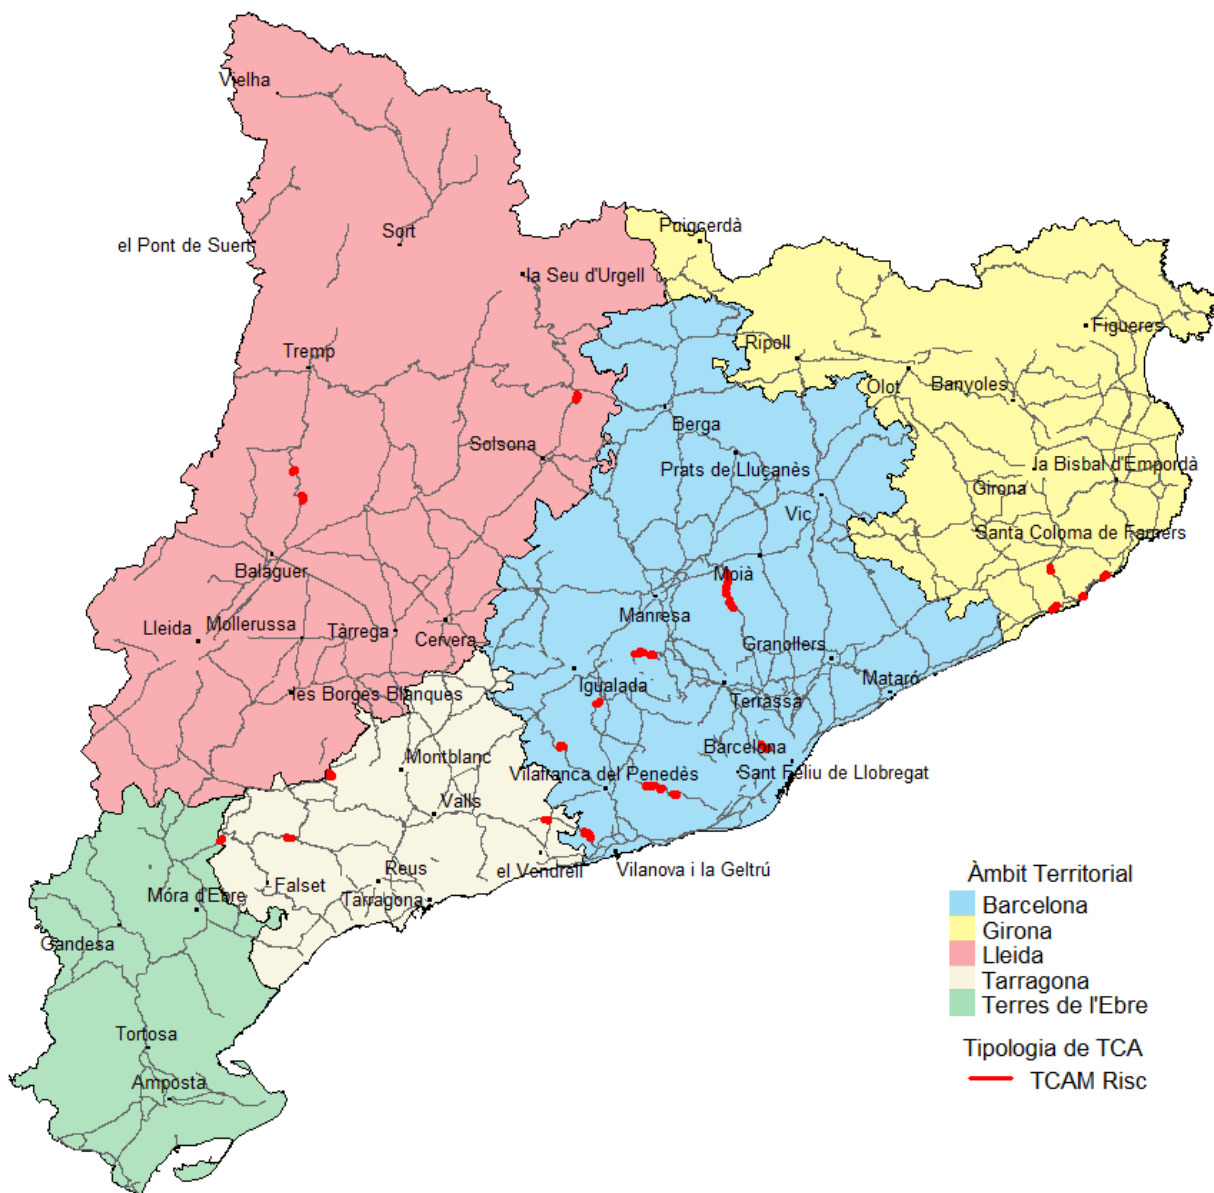 Vielha
Puigcerdà
Sort
el Pont de Suert
la Seu d'Urgell
Figueres
Ripoll
Tremp
Olot
Banyoles
Berga
Solsona
Prats de Lluçanès
la Bisbal d'Empordà
Girona
Vic
Santa Coloma de Farners
Balaguer
Moià
Manresa
Mollerussa
Lleida
Tàrrega
Cervera
Granollers
Mataró
Igualada
les Borges Blanques
Terrassa
Barcelona
Montblanc
Vilafranca del Penedès
Sant Feliu de Llobregat
Valls
el Vendrell
Vilanova i la Geltrú
Reus
Falset
Móra d'Ebre
Tarragona
Gandesa
Tortosa
Amposta
Àmbit Territorial
Barcelona
Girona
Lleida
Tarragona
Terres de l'Ebre
Tipologia de TCA
TCAM Risc